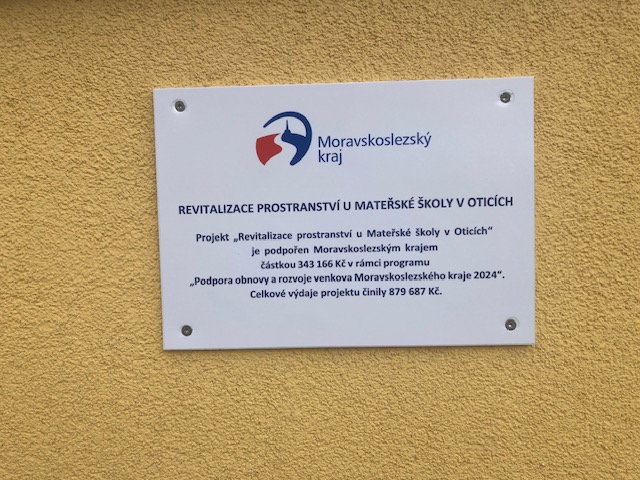 Moravskoslezský
kraj
REVITALIZACE PROSTRANSTVÍ U MATEŘSKÉ ŠKOLY V OTICÍCH
Projekt „Revitalizace prostranství u Mateřské školy v Oticích“
je podpořen Moravskoslezským krajem
částkou 343 166 Kč v rámci programu
„Podpora obnovy a rozvoje venkova Moravskoslezského kraje 2024“.
Celkové výdaje projektu činily 879 687 Kč.